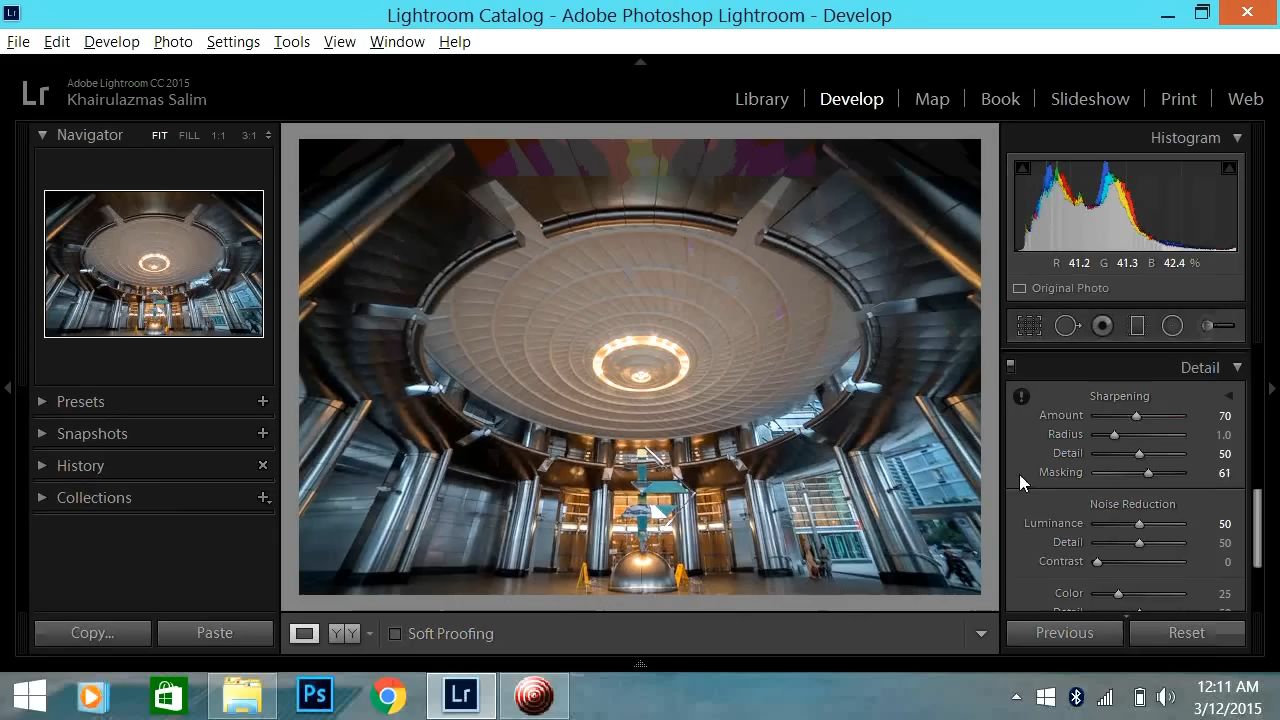 Lr
Lightroom Catalog - Adobe Photoshop Lightroom - Develop
File Edit Develop Photo Settings Tools View Window Help
Lr
Adobe Lightroom CC 2015
Khairulazmas Salim
Library Develop Map Book Slideshow Print Web
Navigator FIT FILL 1:1 3:1
Presets
Snapshots
History
Collections
Copy... Paste
Soft Proofing
Histogram
R 41.2 G 41.3 B 42.4 %
Original Photo
Detail
Sharpening
Amount 70
Radius 1.0
Detail 50
Masking 61
Noise Reduction
Luminance 50
Detail 50
Contrast 0
Color 25
Previous Reset
Ps
Lr
12:11 AM
3/12/2015